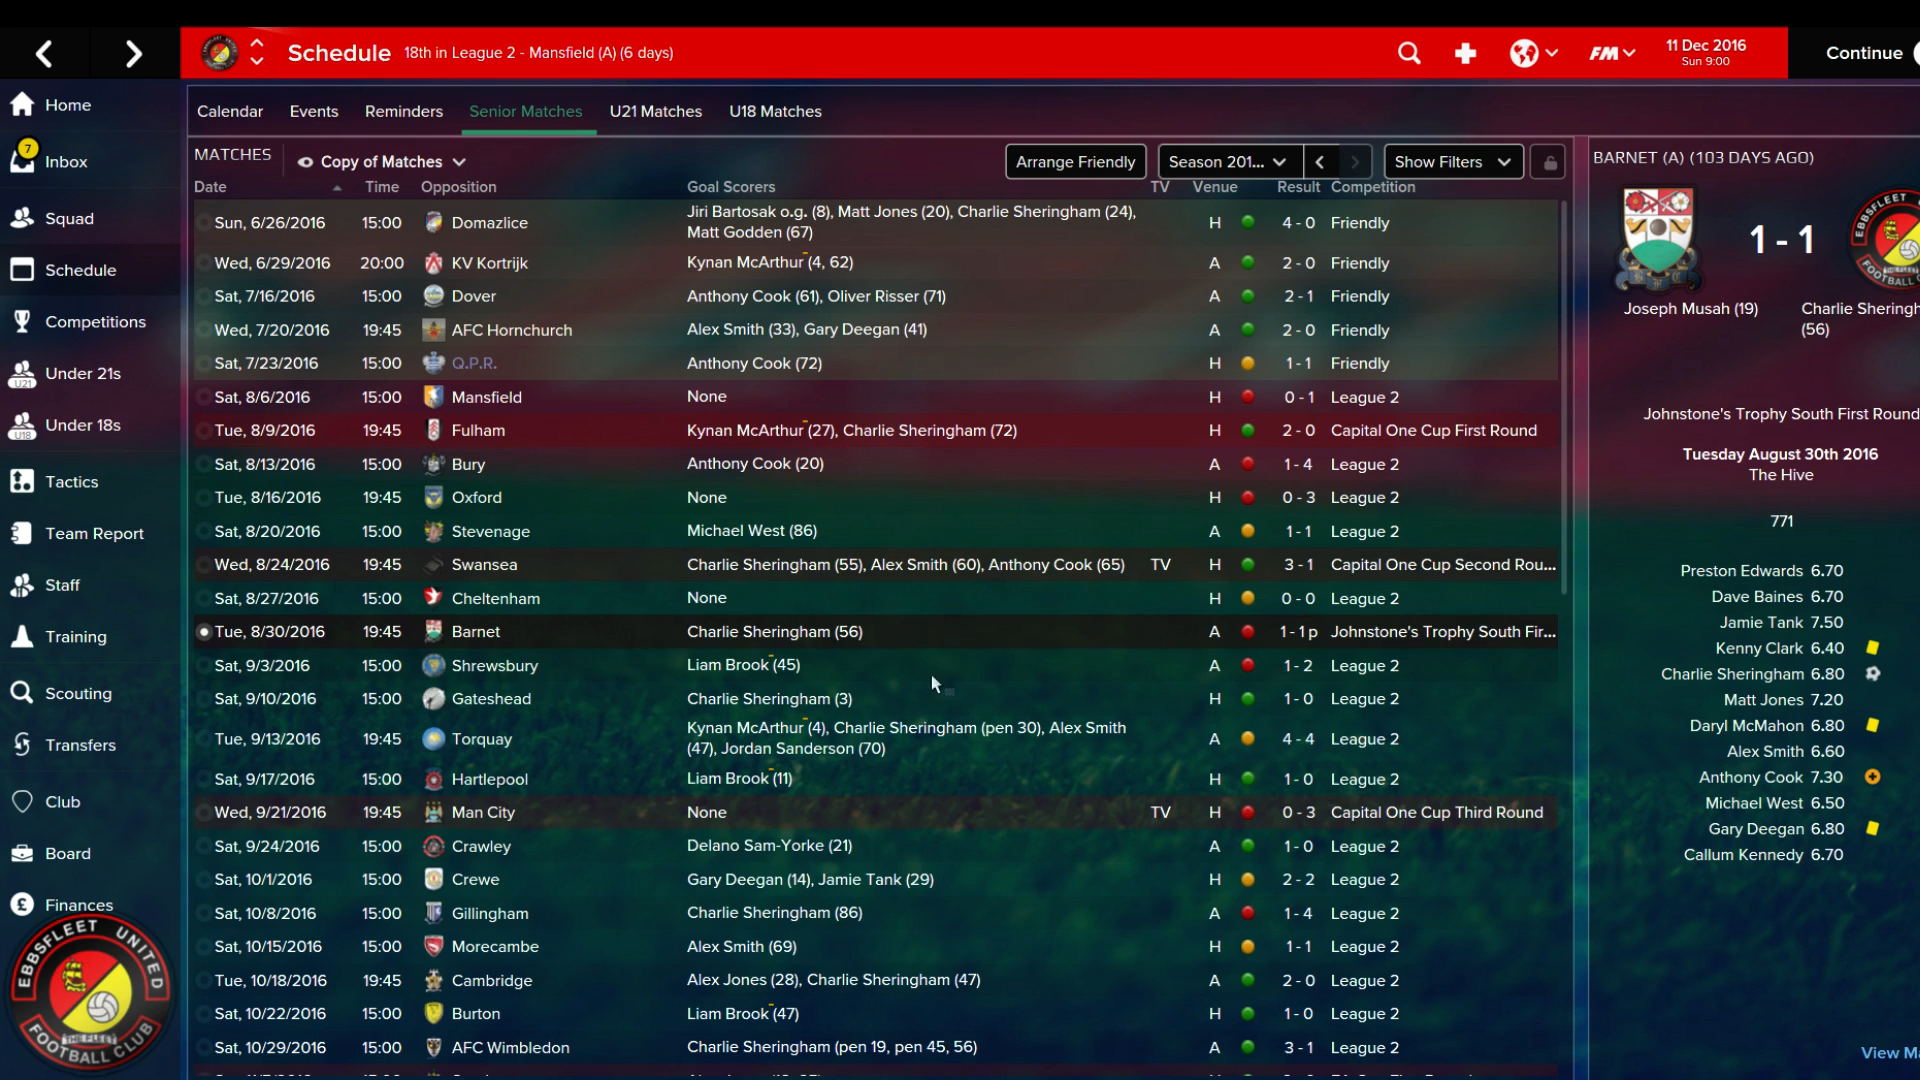 Schedule 18th in League 2 - Mansfield (A) (6 days)
FM
11 Dec 2016
Sun 9:00
Continue
Home
7
Inbox
Squad
Schedule
Competitions
Under 21s
U21
Under 18s
U18
Tactics
Team Report
Staff
Training
Scouting
Transfers
Club
Board
Finances
EBBSFLEET UNITED
THE FLEET
FOOTBALL CLUB
Calendar Events Reminders Senior Matches U21 Matches U18 Matches
MATCHES Copy of Matches Arrange Friendly Season 201... Show Filters
Date Time Opposition Goal Scorers TV Venue Result Competition
Sun, 6/26/2016 15:00 Domazlice Jiri Bartosak o.g. (8), Matt Jones (20), Charlie Sheringham (24), H 4 - 0 Friendly
Matt Godden (67)
Wed, 6/29/2016 20:00 KV Kortrijk Kynan McArthur (4, 62) A 2 - 0 Friendly
Sat, 7/16/2016 15:00 Dover Anthony Cook (61), Oliver Risser (71) A 2 - 1 Friendly
Wed, 7/20/2016 19:45 AFC Hornchurch Alex Smith (33), Gary Deegan (41) A 2 - 0 Friendly
Sat, 7/23/2016 15:00 Q.P.R. Anthony Cook (72) H 1 - 1 Friendly
Sat, 8/6/2016 15:00 Mansfield None H 0 - 1 League 2
Tue, 8/9/2016 19:45 Fulham Kynan McArthur (27), Charlie Sheringham (72) H 2 - 0 Capital One Cup First Round
Sat, 8/13/2016 15:00 Bury Anthony Cook (20) A 1 - 4 League 2
Tue, 8/16/2016 19:45 Oxford None H 0 - 3 League 2
Sat, 8/20/2016 15:00 Stevenage Michael West (86) A 1 - 1 League 2
Wed, 8/24/2016 19:45 Swansea Charlie Sheringham (55), Alex Smith (60), Anthony Cook (65) TV H 3 - 1 Capital One Cup Second Rou...
Sat, 8/27/2016 15:00 Cheltenham None H 0 - 0 League 2
Tue, 8/30/2016 19:45 Barnet Charlie Sheringham (56) A 1 - 1 p Johnstone's Trophy South Fir...
Sat, 9/3/2016 15:00 Shrewsbury Liam Brook (45) A 1 - 2 League 2
Sat, 9/10/2016 15:00 Gateshead Charlie Sheringham (3) H 1 - 0 League 2
Tue, 9/13/2016 19:45 Torquay Kynan McArthur (4), Charlie Sheringham (pen 30), Alex Smith A 4 - 4 League 2
(47), Jordan Sanderson (70)
Sat, 9/17/2016 15:00 Hartlepool Liam Brook (11) H 1 - 0 League 2
Wed, 9/21/2016 19:45 Man City None TV H 0 - 3 Capital One Cup Third Round
Sat, 9/24/2016 15:00 Crawley Delano Sam-Yorke (21) A 1 - 0 League 2
Sat, 10/1/2016 15:00 Crewe Gary Deegan (14), Jamie Tank (29) H 2 - 2 League 2
Sat, 10/8/2016 15:00 Gillingham Charlie Sheringham (86) A 1 - 4 League 2
Sat, 10/15/2016 15:00 Morecambe Alex Smith (69) H 1 - 1 League 2
Tue, 10/18/2016 19:45 Cambridge Alex Jones (28), Charlie Sheringham (47) A 2 - 0 League 2
Sat, 10/22/2016 15:00 Burton Liam Brook (47) H 1 - 0 League 2
Sat, 10/29/2016 15:00 AFC Wimbledon Charlie Sheringham (pen 19, pen 45, 56) A 3 - 1 League 2
BARNET (A) (103 DAYS AGO)
1 - 1
EBBSFLEET
FOOTBALL
Joseph Musah (19) Charlie Sheringh
(56)
Johnstone's Trophy South First Round
Tuesday August 30th 2016
The Hive
771
Preston Edwards 6.70
Dave Baines 6.70
Jamie Tank 7.50
Kenny Clark 6.40
Charlie Sheringham 6.80
Matt Jones 7.20
Daryl McMahon 6.80
Alex Smith 6.60
Anthony Cook 7.30
Michael West 6.50
Gary Deegan 6.80
Callum Kennedy 6.70
View Ma